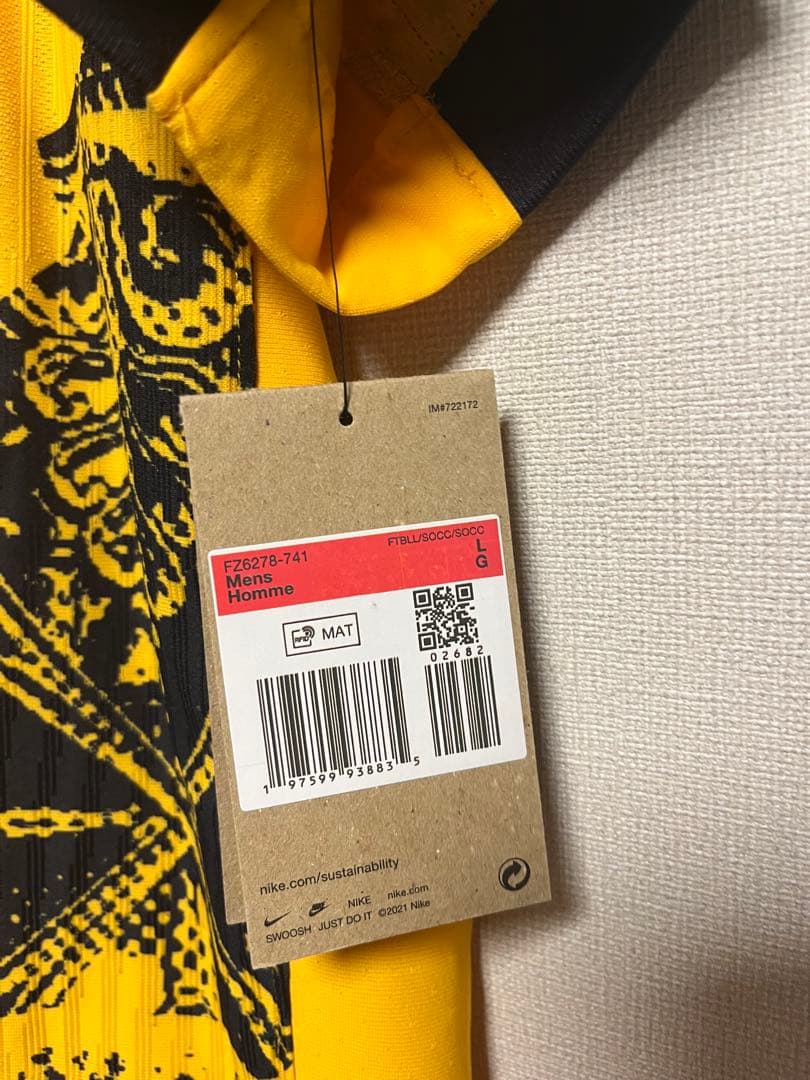 IM#722172
FZ6278-741
FTBLL/SOCC/SOCC
Mens
L
Homme
G
RFID MAT
02682
1 97599 93883 5
nike.com/sustainability
NIKE nike.com
SWOOSH JUST DO IT ©2021 Nike